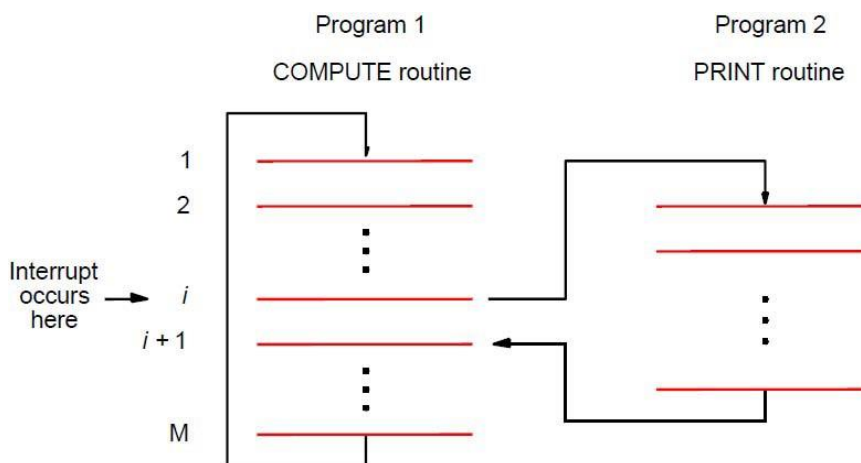 Program 1
COMPUTE routine
Program 2
PRINT routine
1
2
Interrupt
occurs
here
i
i + 1
M